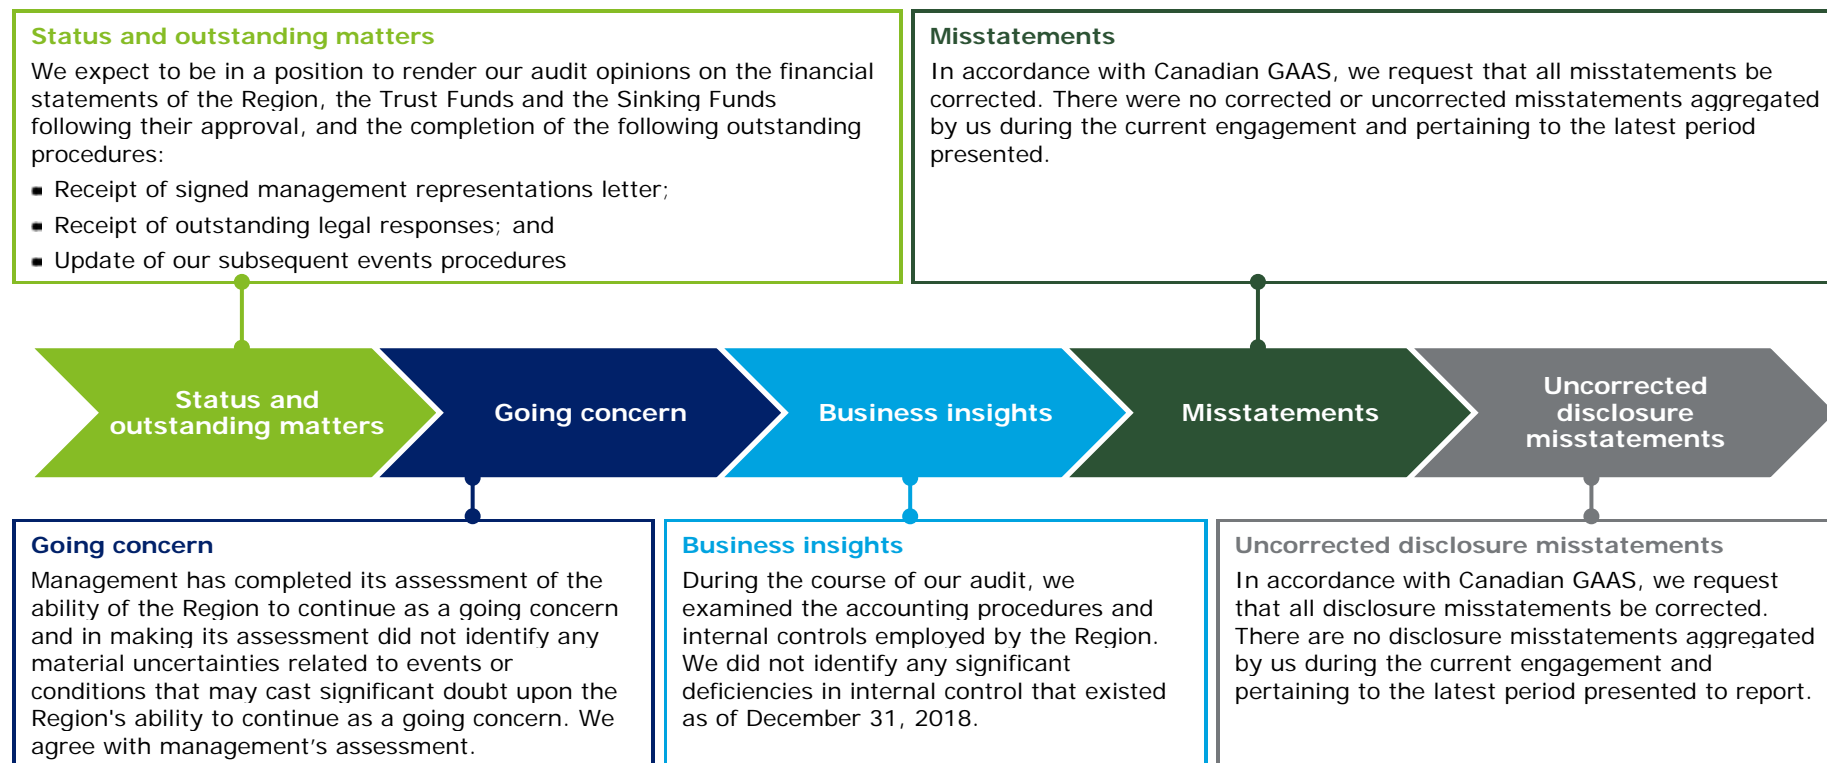 Status and outstanding matters
We expect to be in a position to render our audit opinions on the financial
statements of the Region, the Trust Funds and the Sinking Funds
following their approval, and the completion of the following outstanding
procedures:
Receipt of signed management representations letter;
Receipt of outstanding legal responses; and
Update of our subsequent events procedures
Misstatements
In accordance with Canadian GAAS, we request that all misstatements be
corrected. There were no corrected or uncorrected misstatements aggregated
by us during the current engagement and pertaining to the latest period
presented.
Status and
outstanding matters
Going concern
Business insights
Misstatements
Uncorrected
disclosure
misstatements
Going concern
Management has completed its assessment of the
ability of the Region to continue as a going concern
and in making its assessment did not identify any
material uncertainties related to events or
conditions that may cast significant doubt upon the
Region's ability to continue as a going concern. We
agree with management’s assessment.
Business insights
During the course of our audit, we
examined the accounting procedures and
internal controls employed by the Region.
We did not identify any significant
deficiencies in internal control that existed
as of December 31, 2018.
Uncorrected disclosure misstatements
In accordance with Canadian GAAS, we request
that all disclosure misstatements be corrected.
There are no disclosure misstatements aggregated
by us during the current engagement and
pertaining to the latest period presented to report.